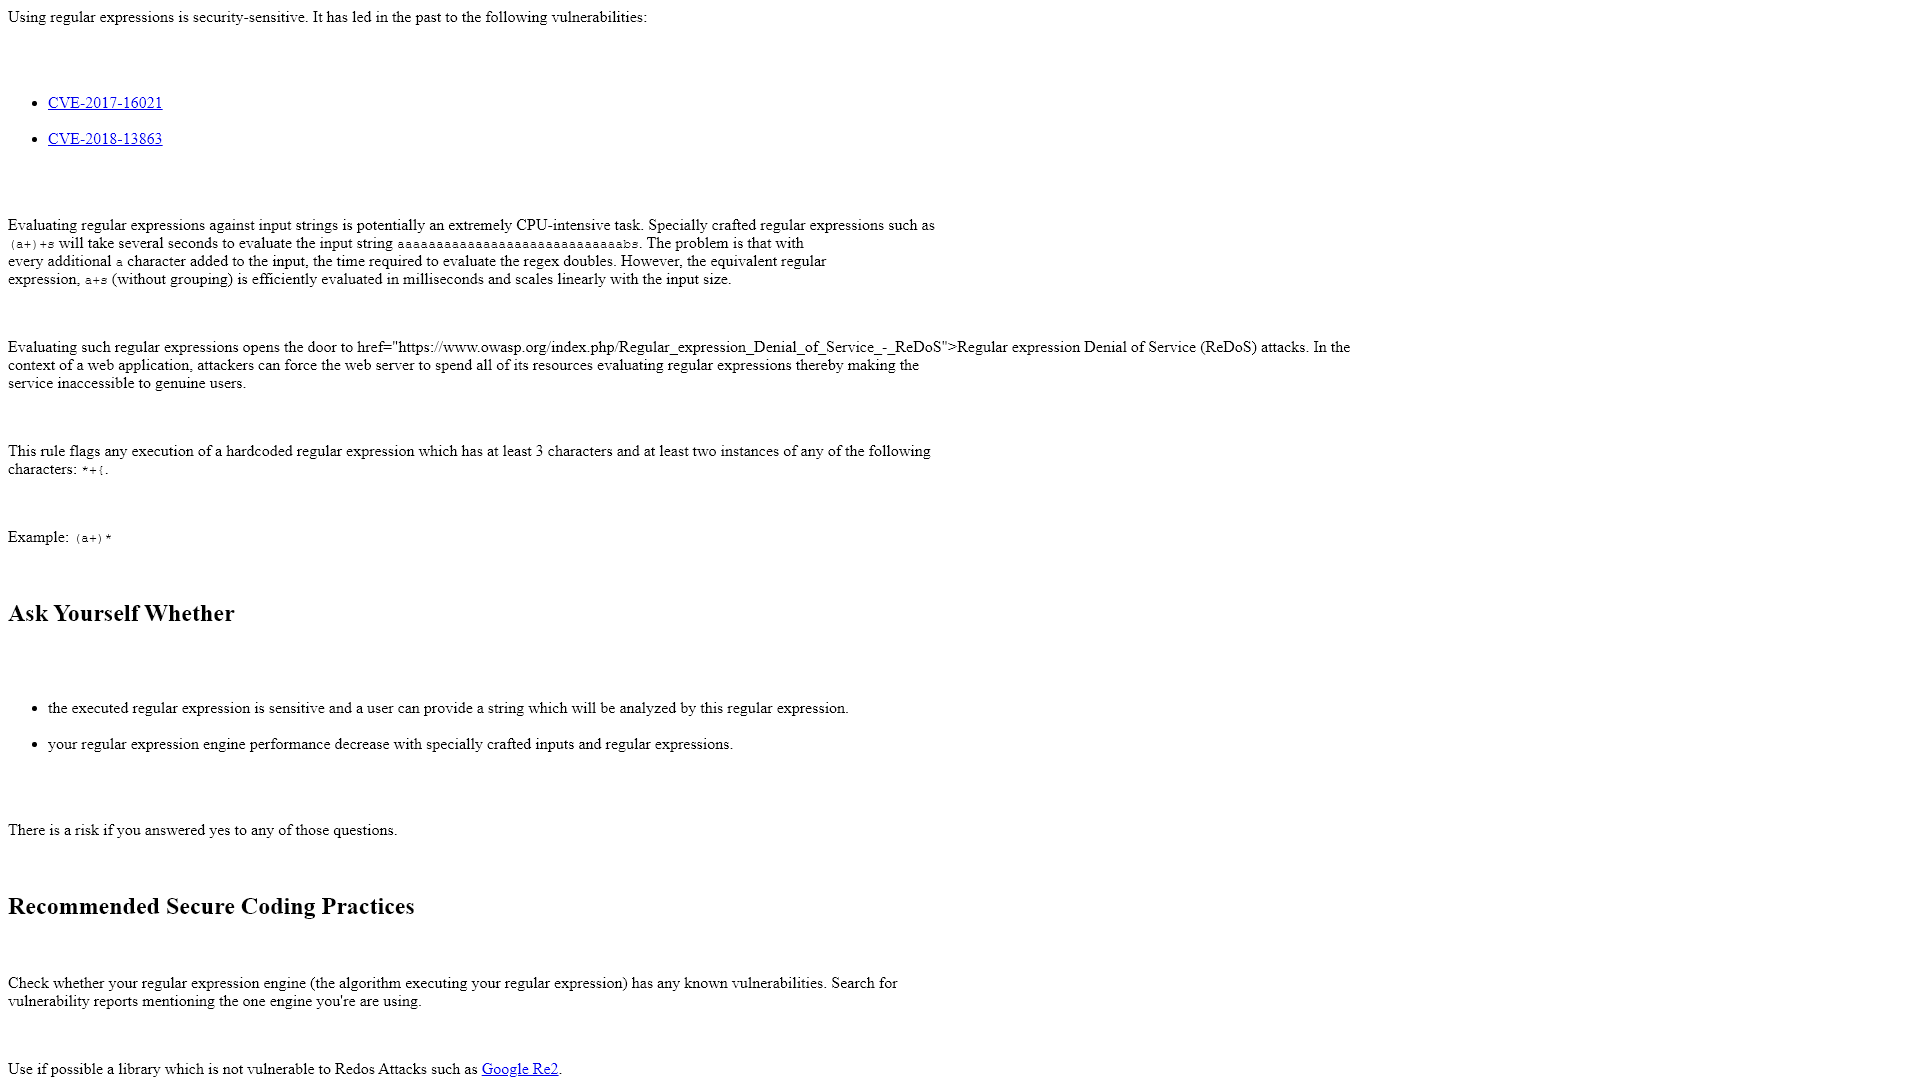 Using regular expressions is security-sensitive. It has led in the past to the following vulnerabilities:
• CVE-2017-16021
• CVE-2018-13863
Evaluating regular expressions against input strings is potentially an extremely CPU-intensive task. Specially crafted regular expressions such as
(a+)+s will take several seconds to evaluate the input string aaaaaaaaaaaaaaaaaaaaaaaaaaaaabs. The problem is that with
every additional a character added to the input, the time required to evaluate the regex doubles. However, the equivalent regular
expression, a+s (without grouping) is efficiently evaluated in milliseconds and scales linearly with the input size.
Evaluating such regular expressions opens the door to href="https://www.owasp.org/index.php/Regular_expression_Denial_of_Service_-_ReDoS">Regular expression Denial of Service (ReDoS) attacks. In the
context of a web application, attackers can force the web server to spend all of its resources evaluating regular expressions thereby making the
service inaccessible to genuine users.
This rule flags any execution of a hardcoded regular expression which has at least 3 characters and at least two instances of any of the following
characters: *+{.
Example: (a+)*
Ask Yourself Whether
• the executed regular expression is sensitive and a user can provide a string which will be analyzed by this regular expression.
• your regular expression engine performance decrease with specially crafted inputs and regular expressions.
There is a risk if you answered yes to any of those questions.
Recommended Secure Coding Practices
Check whether your regular expression engine (the algorithm executing your regular expression) has any known vulnerabilities. Search for
vulnerability reports mentioning the one engine you're are using.
Use if possible a library which is not vulnerable to Redos Attacks such as Google Re2.